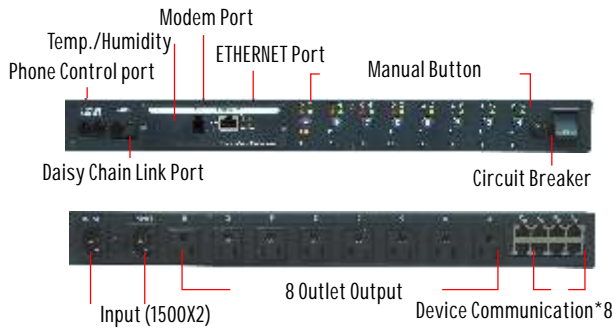 Modem Port
Temp./Humidity
ETHERNET Port
Phone Control port
Manual Button
Daisy Chain Link Port
Circuit Breaker
8 Outlet Output
Input (1500X2)
Device Communication*8